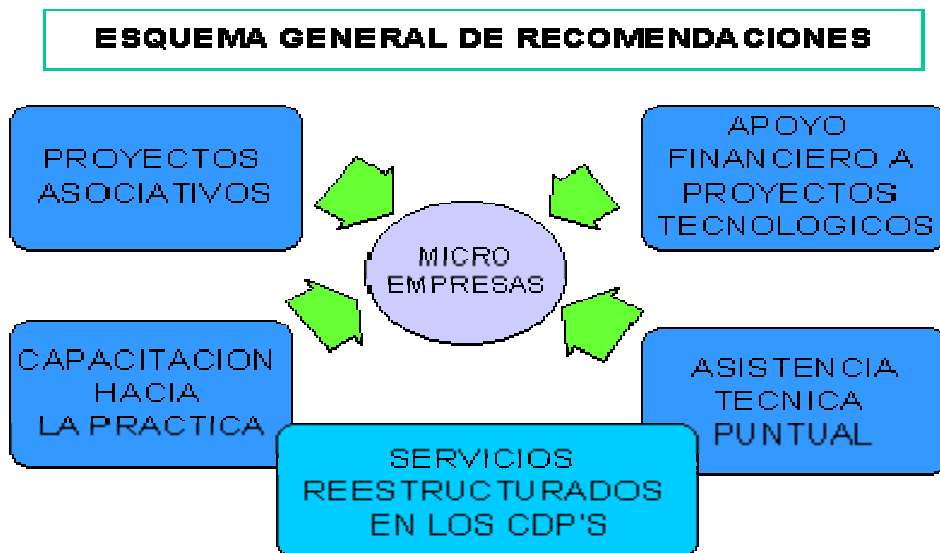 ESQUEMA GENERAL DE RECOMENDACIONES
PROYECTOS
ASOCIATIVOS
APOYO
FINANCIERO A
PROYECTOS
TECNOLOGICOS
MICRO
EMPRESAS
CAPACITACION
HACIA
LA PRACTICA
ASISTENCIA
TECNICA
PUNTUAL
SERVICIOS
REESTRUCTURADOS
EN LOS CDP'S